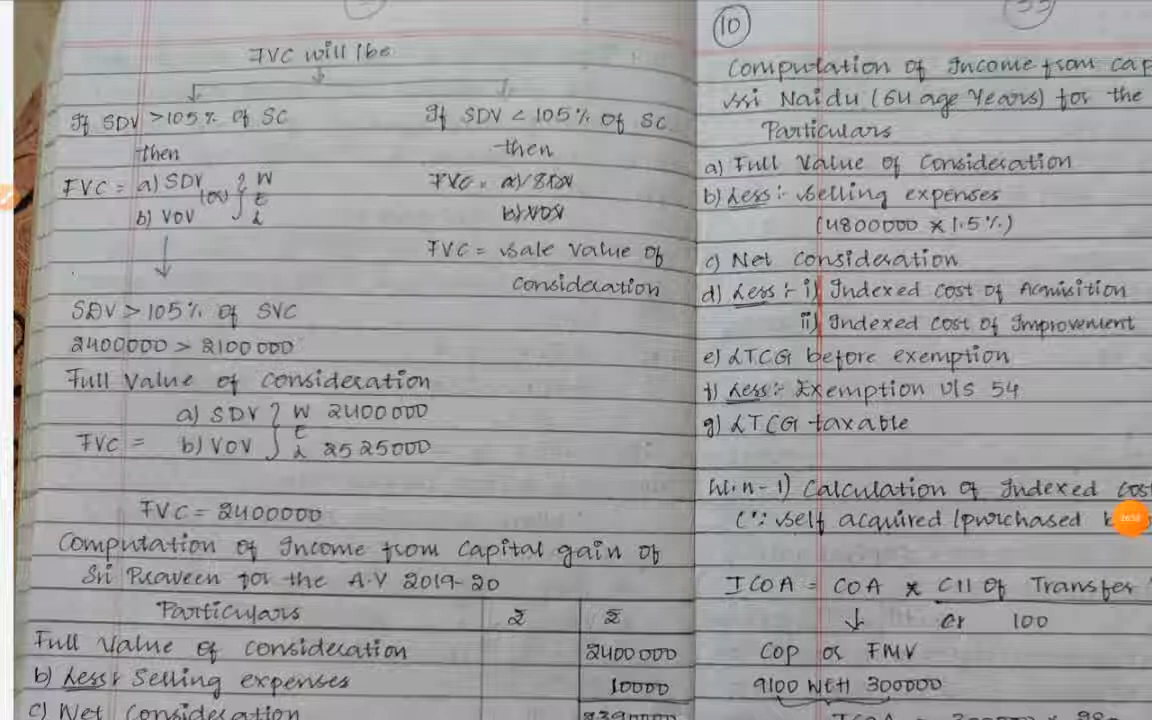 FVC will be
If SDV > 105% Of SC
If SDV < 105% Of SC
then
then
FVC = a) SDV } W
(or) E
b) VOV L
FVC = a) SDV
b) VOV
FVC = Sale Value of
consideration
SDV > 105% Of SVC
2400000 > 2100000
Full Value of consideration
a) SDV } W 2400000
FVC = E
b) VOV L 2525000
FVC = 2400000
Computation of Income from capital gain of
Sri Praveen for the A.Y 2019-20
Particulars ₹ ₹
Full Value of consideration 2400000
b) Less: Selling expenses 10000
c) Net Consideration
10
Computation of Income from cap
Sri Naidu (64 age Years) for the
Particulars
a) Full Value of Consideration
b) Less:- Selling expenses
(4800000 × 1.5%)
c) Net consideration
d) Less:- i) Indexed cost of Acquisition
ii) Indexed cost of Improvement
e) LTCG before exemption
f) Less:- Exemption U/S 54
g) LTCG taxable
W.n-1) Calculation of Indexed Cos
(∵ self acquired/purchased
ICOA = COA × CII Of Transfer
↓ or 100
COP or FMV
9100 WEH 300000